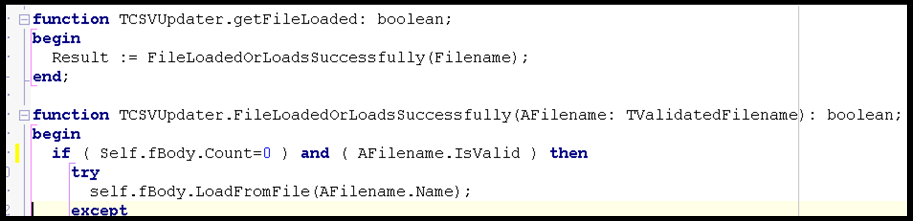 function TCSVUpdater.getFileLoaded: boolean;
begin
  Result := FileLoadedOrLoadsSuccessfully(Filename);
end;

function TCSVUpdater.FileLoadedOrLoadsSuccessfully(AFilename: TValidatedFilename): boolean;
begin
  if ( Self.fBody.Count=0 ) and ( AFilename.IsValid ) then
    try
      self.fBody.LoadFromFile(AFilename.Name);
    except